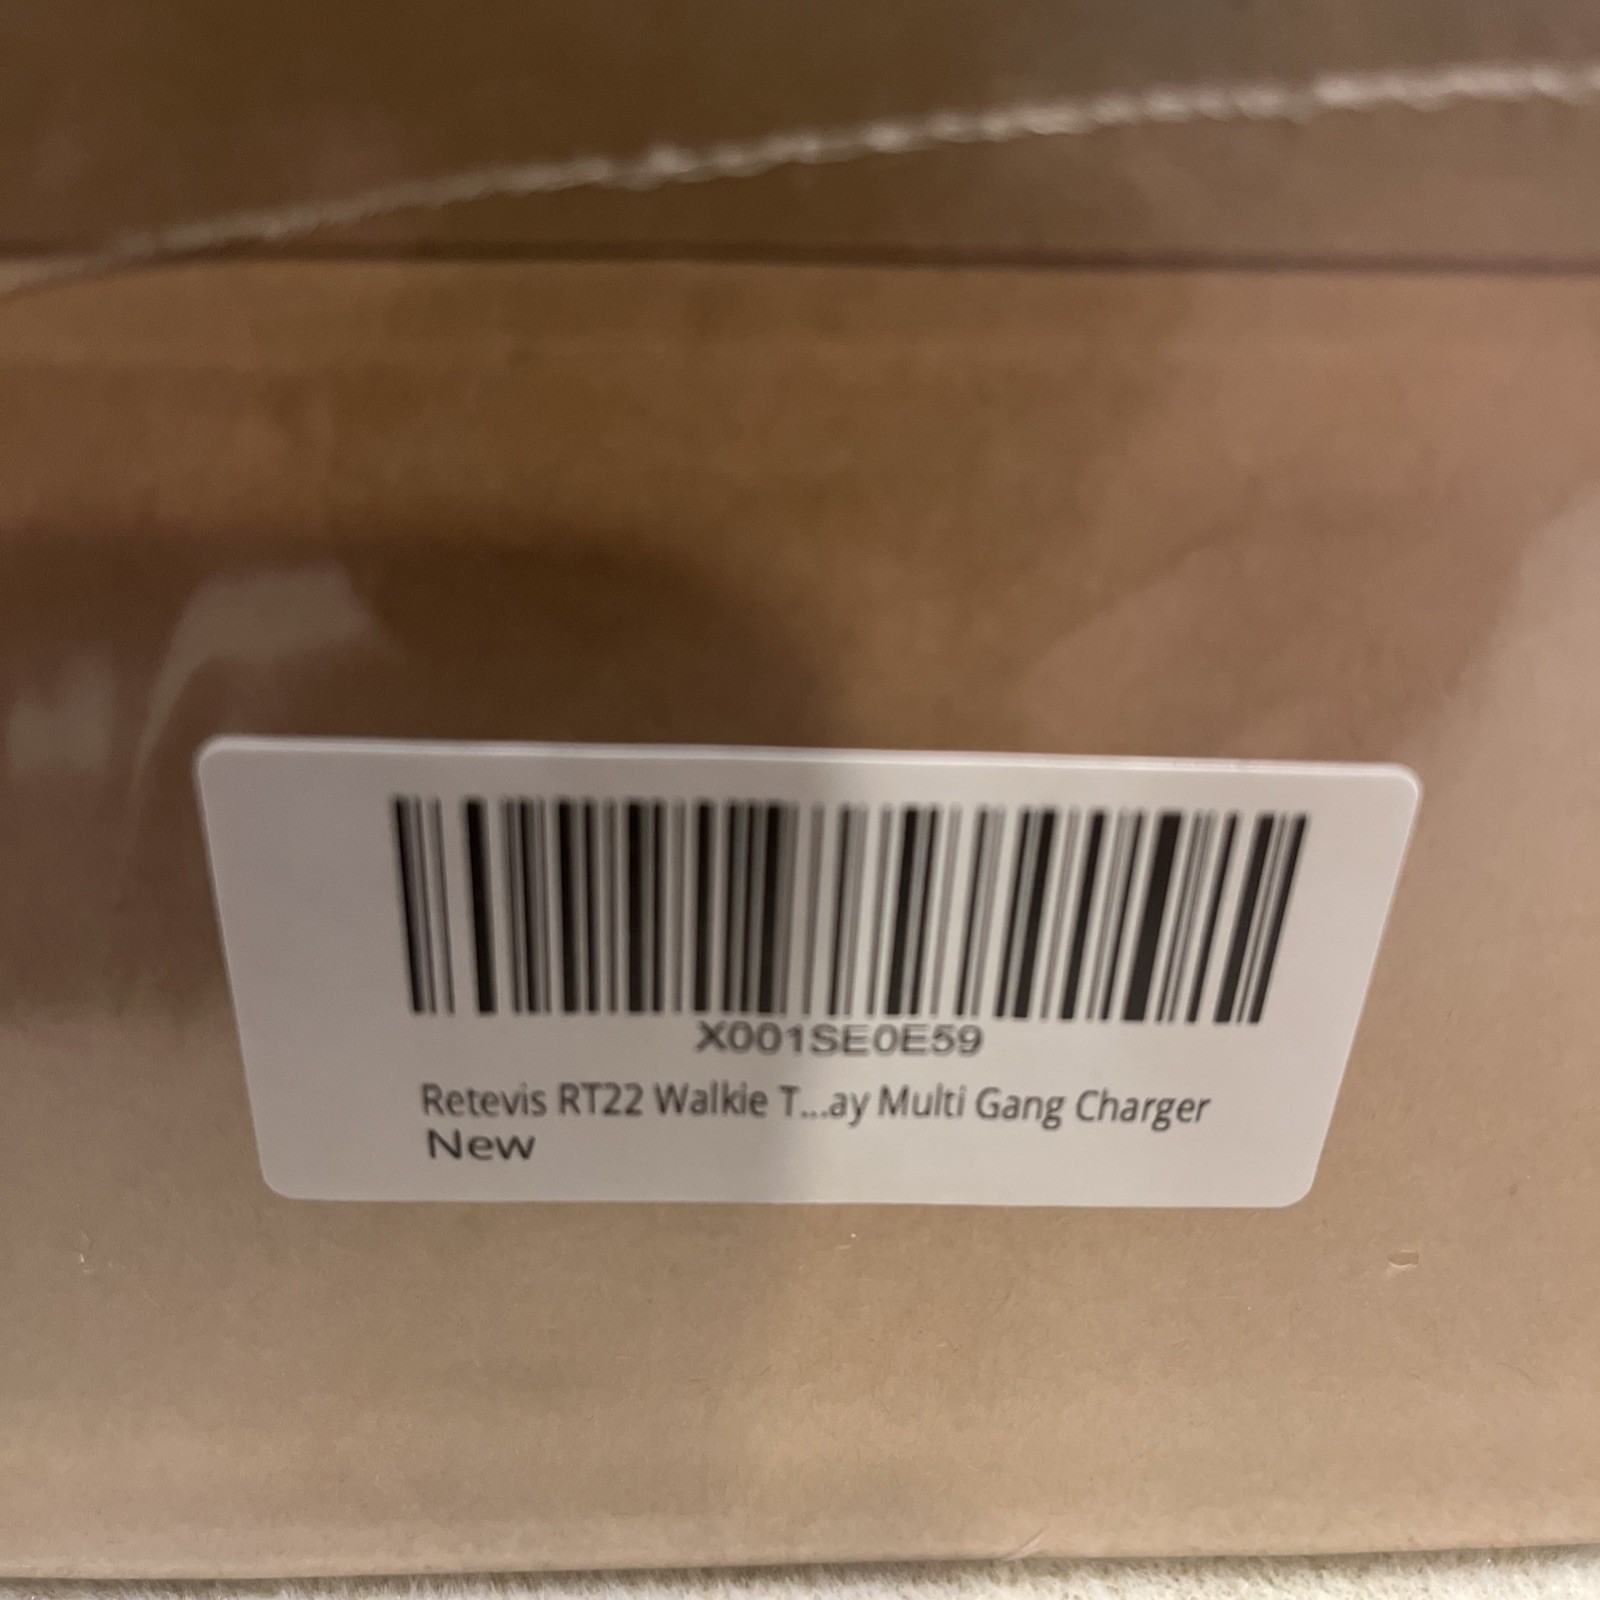 X001SE0E59
Retevis RT22 Walkie T...ay Multi Gang Charger
New